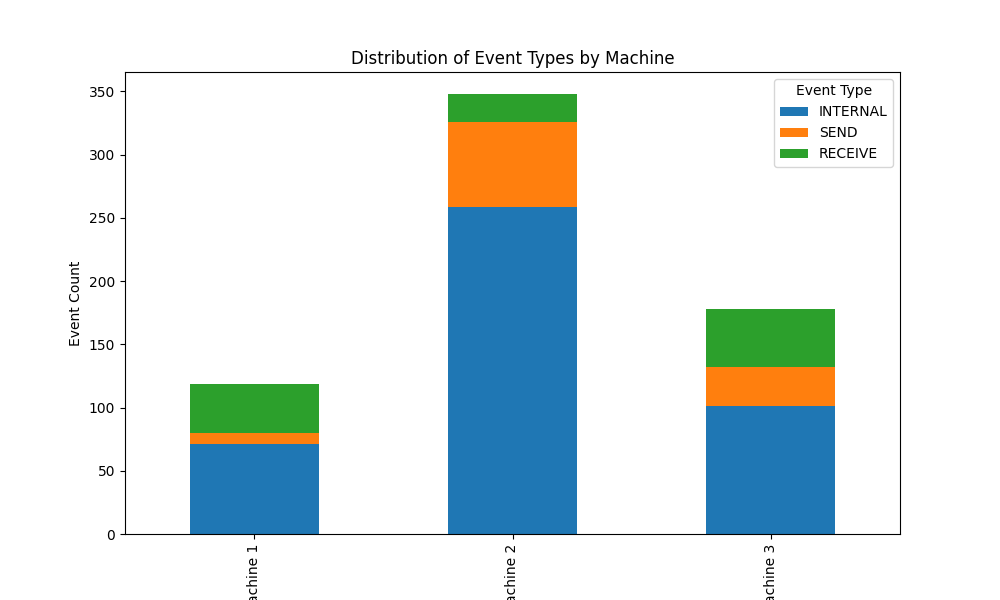 Distribution of Event Types by Machine
Event Type
INTERNAL
SEND
RECEIVE
Event Count
350
300
250
200
150
100
50
0
achine 1
achine 2
achine 3